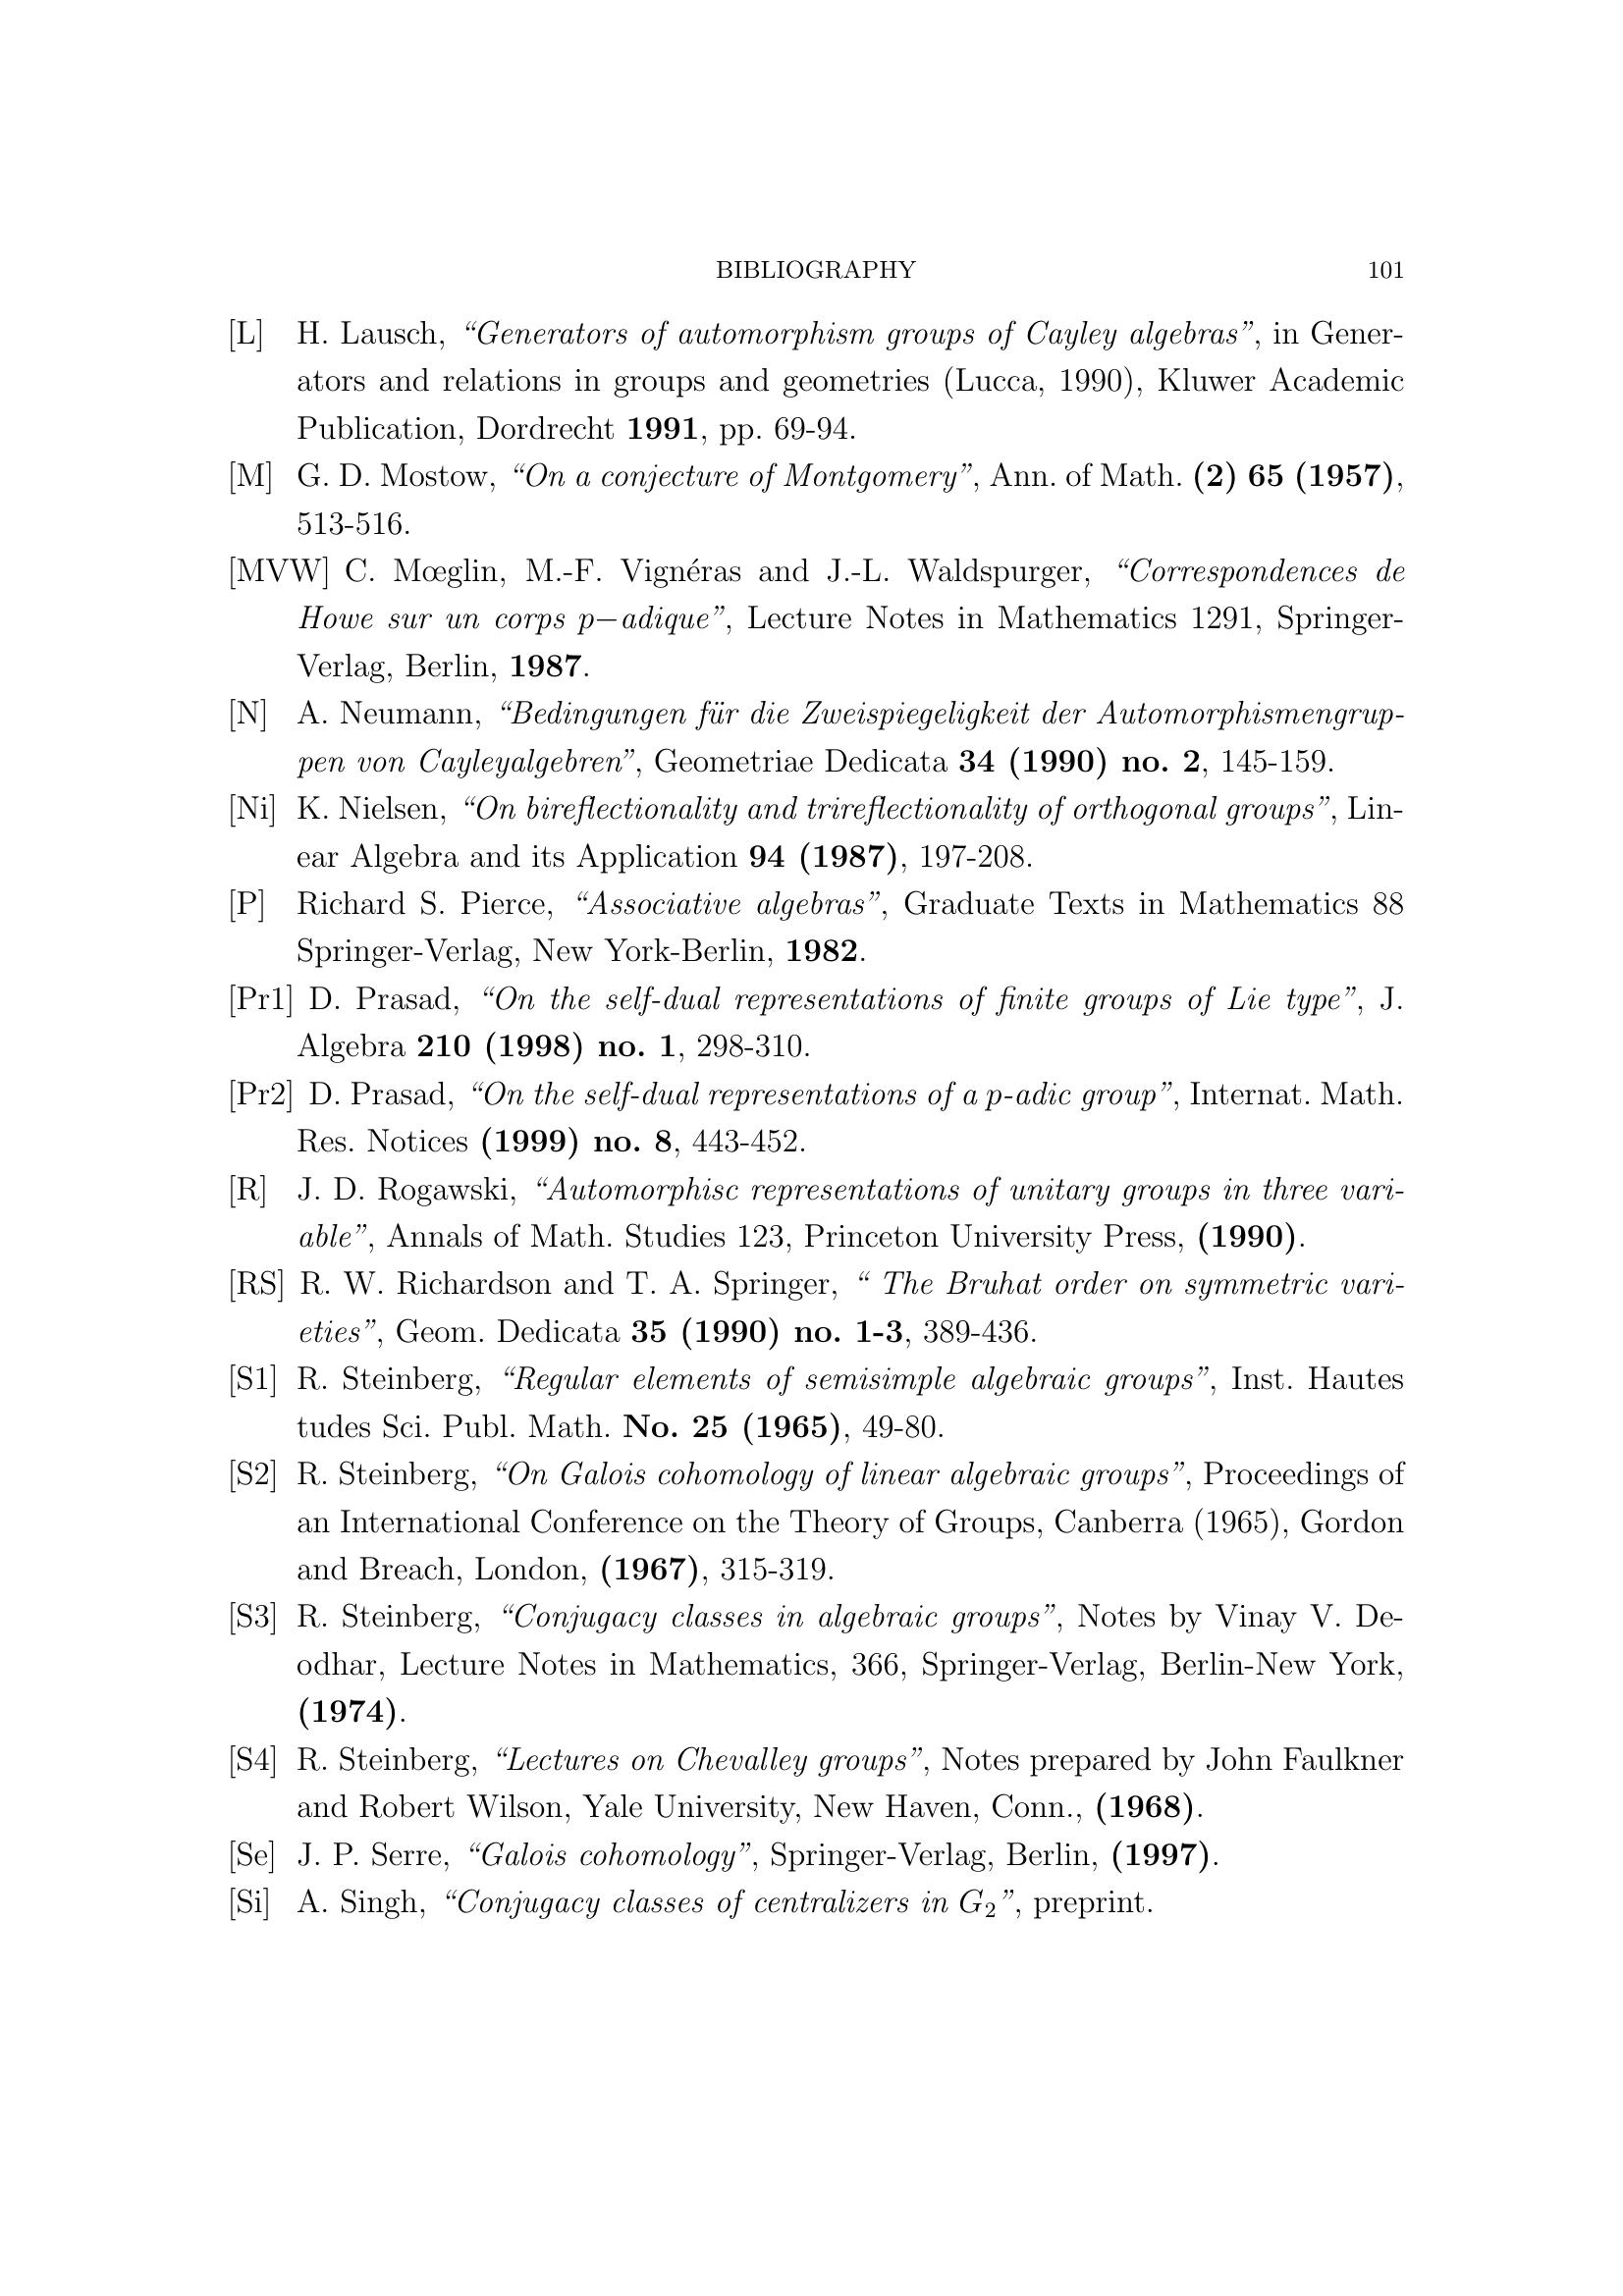 BIBLIOGRAPHY 101
[L] H. Lausch, “Generators of automorphism groups of Cayley algebras”, in Gener-
ators and relations in groups and geometries (Lucca, 1990), Kluwer Academic
Publication, Dordrecht 1991, pp. 69-94.
[M] G. D. Mostow, “On a conjecture of Montgomery”, Ann. of Math. (2) 65 (1957),
513-516.
[MVW] C. Mœglin, M.-F. Vignéras and J.-L. Waldspurger, “Correspondences de
Howe sur un corps p−adique”, Lecture Notes in Mathematics 1291, Springer-
Verlag, Berlin, 1987.
[N] A. Neumann, “Bedingungen für die Zweispiegeligkeit der Automorphismengrup-
pen von Cayleyalgebren”, Geometriae Dedicata 34 (1990) no. 2, 145-159.
[Ni] K. Nielsen, “On bireflectionality and trireflectionality of orthogonal groups”, Lin-
ear Algebra and its Application 94 (1987), 197-208.
[P] Richard S. Pierce, “Associative algebras”, Graduate Texts in Mathematics 88
Springer-Verlag, New York-Berlin, 1982.
[Pr1] D. Prasad, “On the self-dual representations of finite groups of Lie type”, J.
Algebra 210 (1998) no. 1, 298-310.
[Pr2] D. Prasad, “On the self-dual representations of a p-adic group”, Internat. Math.
Res. Notices (1999) no. 8, 443-452.
[R] J. D. Rogawski, “Automorphisc representations of unitary groups in three vari-
able”, Annals of Math. Studies 123, Princeton University Press, (1990).
[RS] R. W. Richardson and T. A. Springer, “ The Bruhat order on symmetric vari-
eties”, Geom. Dedicata 35 (1990) no. 1-3, 389-436.
[S1] R. Steinberg, “Regular elements of semisimple algebraic groups”, Inst. Hautes
tudes Sci. Publ. Math. No. 25 (1965), 49-80.
[S2] R. Steinberg, “On Galois cohomology of linear algebraic groups”, Proceedings of
an International Conference on the Theory of Groups, Canberra (1965), Gordon
and Breach, London, (1967), 315-319.
[S3] R. Steinberg, “Conjugacy classes in algebraic groups”, Notes by Vinay V. De-
odhar, Lecture Notes in Mathematics, 366, Springer-Verlag, Berlin-New York,
(1974).
[S4] R. Steinberg, “Lectures on Chevalley groups”, Notes prepared by John Faulkner
and Robert Wilson, Yale University, New Haven, Conn., (1968).
[Se] J. P. Serre, “Galois cohomology”, Springer-Verlag, Berlin, (1997).
[Si] A. Singh, “Conjugacy classes of centralizers in G₂”, preprint.